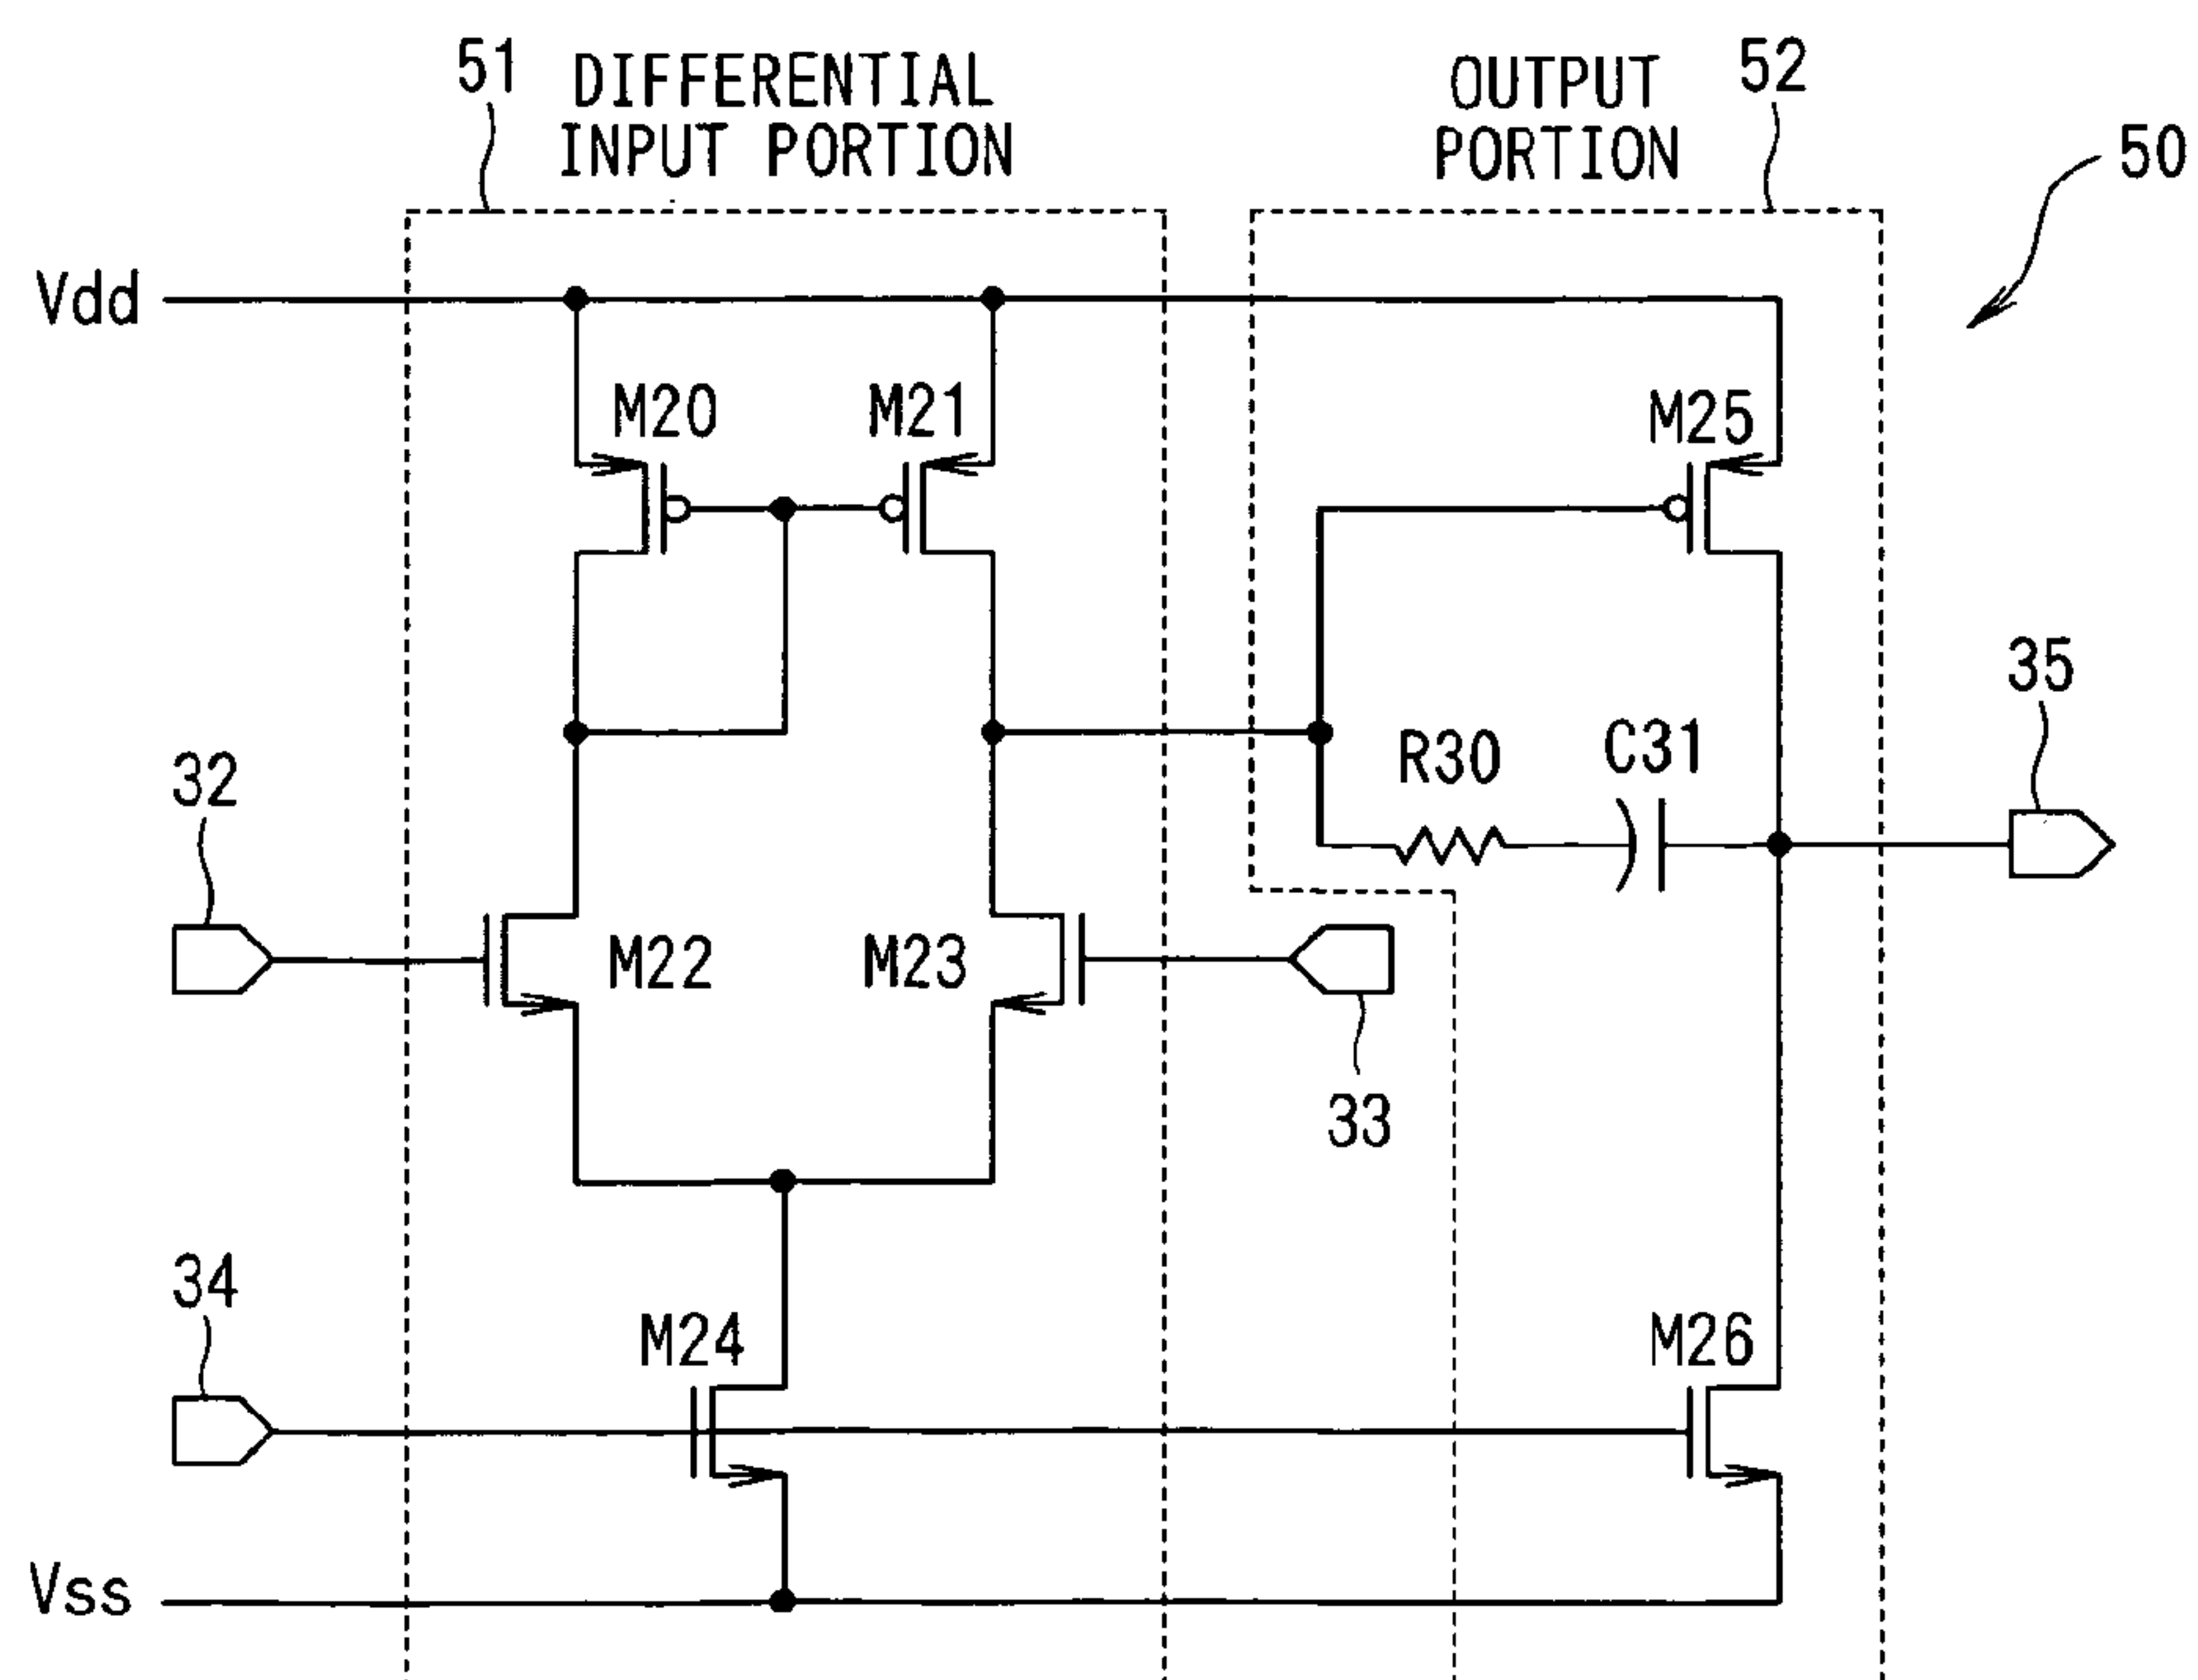 51
DIFFERENTIAL
INPUT PORTION
OUTPUT
PORTION
52
50
Vdd
M20
M21
M25
35
R30
C31
32
M22
M23
33
34
M24
M26
Vss